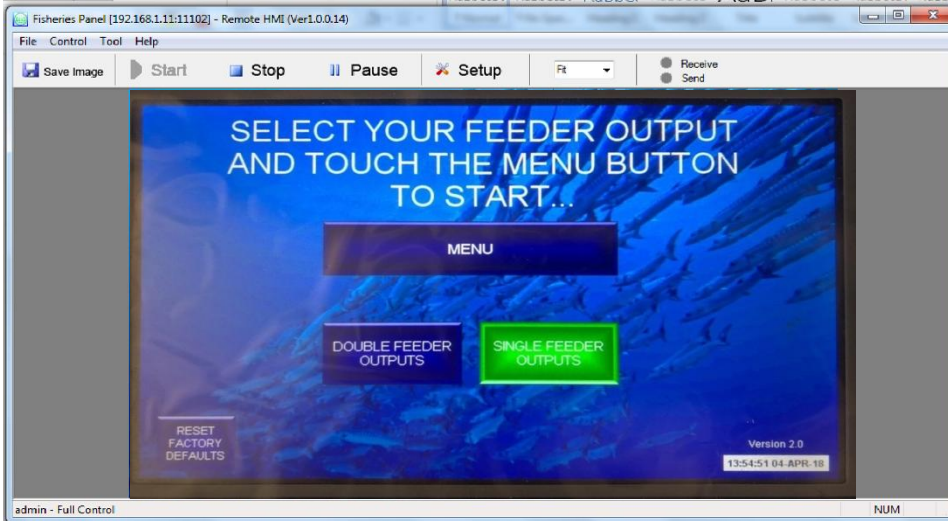 Fisheries Panel [192.168.1.11:11102] - Remote HMI (Ver1.0.0.14)
File Control Tool Help
Save Image Start Stop Pause Setup Fit Receive
Send
SELECT YOUR FEEDER OUTPUT
AND TOUCH THE MENU BUTTON
TO START...
MENU
DOUBLE FEEDER
OUTPUTS
SINGLE FEEDER
OUTPUTS
RESET
FACTORY
DEFAULTS
Version 2.0
13:54:51 04-APR-18
admin - Full Control NUM